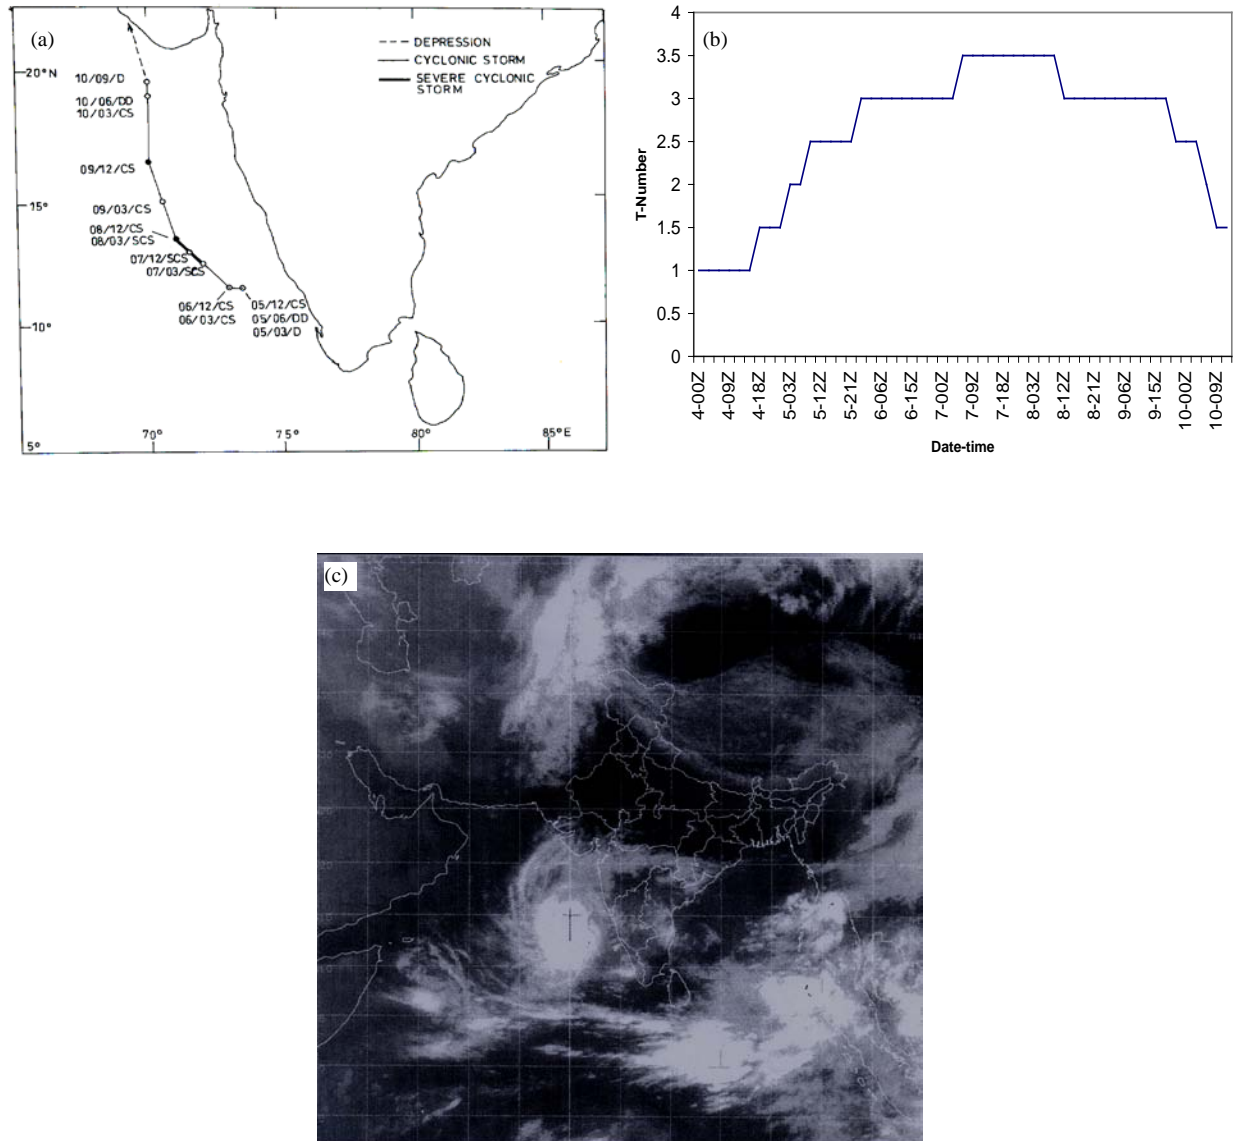 (a)
DEPRESSION
CYCLONIC STORM
SEVERE CYCLONIC
STORM
20°N
10/09/D
10/06/DD
10/03/CS
09/12/CS
15°
09/03/CS
08/12/CS
08/03/SCS
07/12/SCS
07/03/SCS
06/12/CS
06/03/CS
05/12/CS
05/06/DD
05/03/D
10°
5°
70°
75°
80°
85°E
(b)
4
3.5
3
2.5
2
1.5
1
0.5
0
T-Number
4-00Z
4-09Z
4-18Z
5-03Z
5-12Z
5-21Z
6-06Z
6-15Z
7-00Z
7-09Z
7-18Z
8-03Z
8-12Z
8-21Z
9-06Z
9-15Z
10-00Z
10-09Z
Date-time
(c)